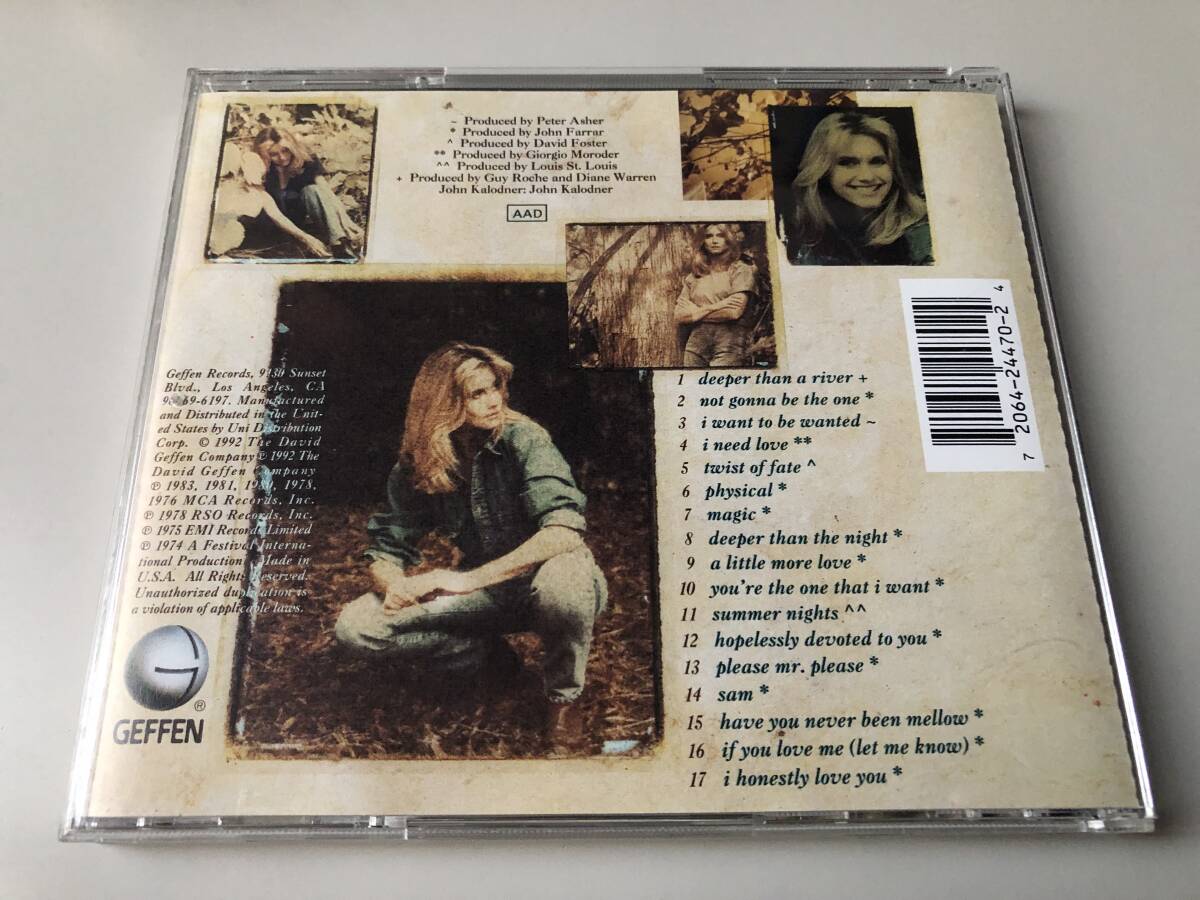 ~ Produced by Peter Asher
* Produced by John Farrar
^ Produced by David Foster
** Produced by Giorgio Moroder
^^ Produced by Louis St. Louis
+ Produced by Guy Roche and Diane Warren
John Kalodner: John Kalodner
AAD
Geffen Records, 9130 Sunset
Blvd., Los Angeles, CA
69-6197. Manufactured
and Distributed in the Unit-
ed States by Uni Distribution
Corp. © 1992 The David
Geffen Company ℗ 1992 The
David Geffen Company
℗ 1983, 1981, 1980, 1978,
1976 MCA Records, Inc.
℗ 1978 RSO Records, Inc.
℗ 1975 EMI Records Limited
℗ 1974 A Festival Interna-
tional Production. Made in
U.S.A. All Rights Reserved.
Unauthorized duplication is
a violation of applicable laws.
GEFFEN
®
7 2064-24470-2 4
1 deeper than a river +
2 not gonna be the one *
3 i want to be wanted ~
4 i need love **
5 twist of fate ^
6 physical *
7 magic *
8 deeper than the night *
9 a little more love *
10 you're the one that i want *
11 summer nights ^^
12 hopelessly devoted to you *
13 please mr. please *
14 sam *
15 have you never been mellow *
16 if you love me (let me know) *
17 i honestly love you *